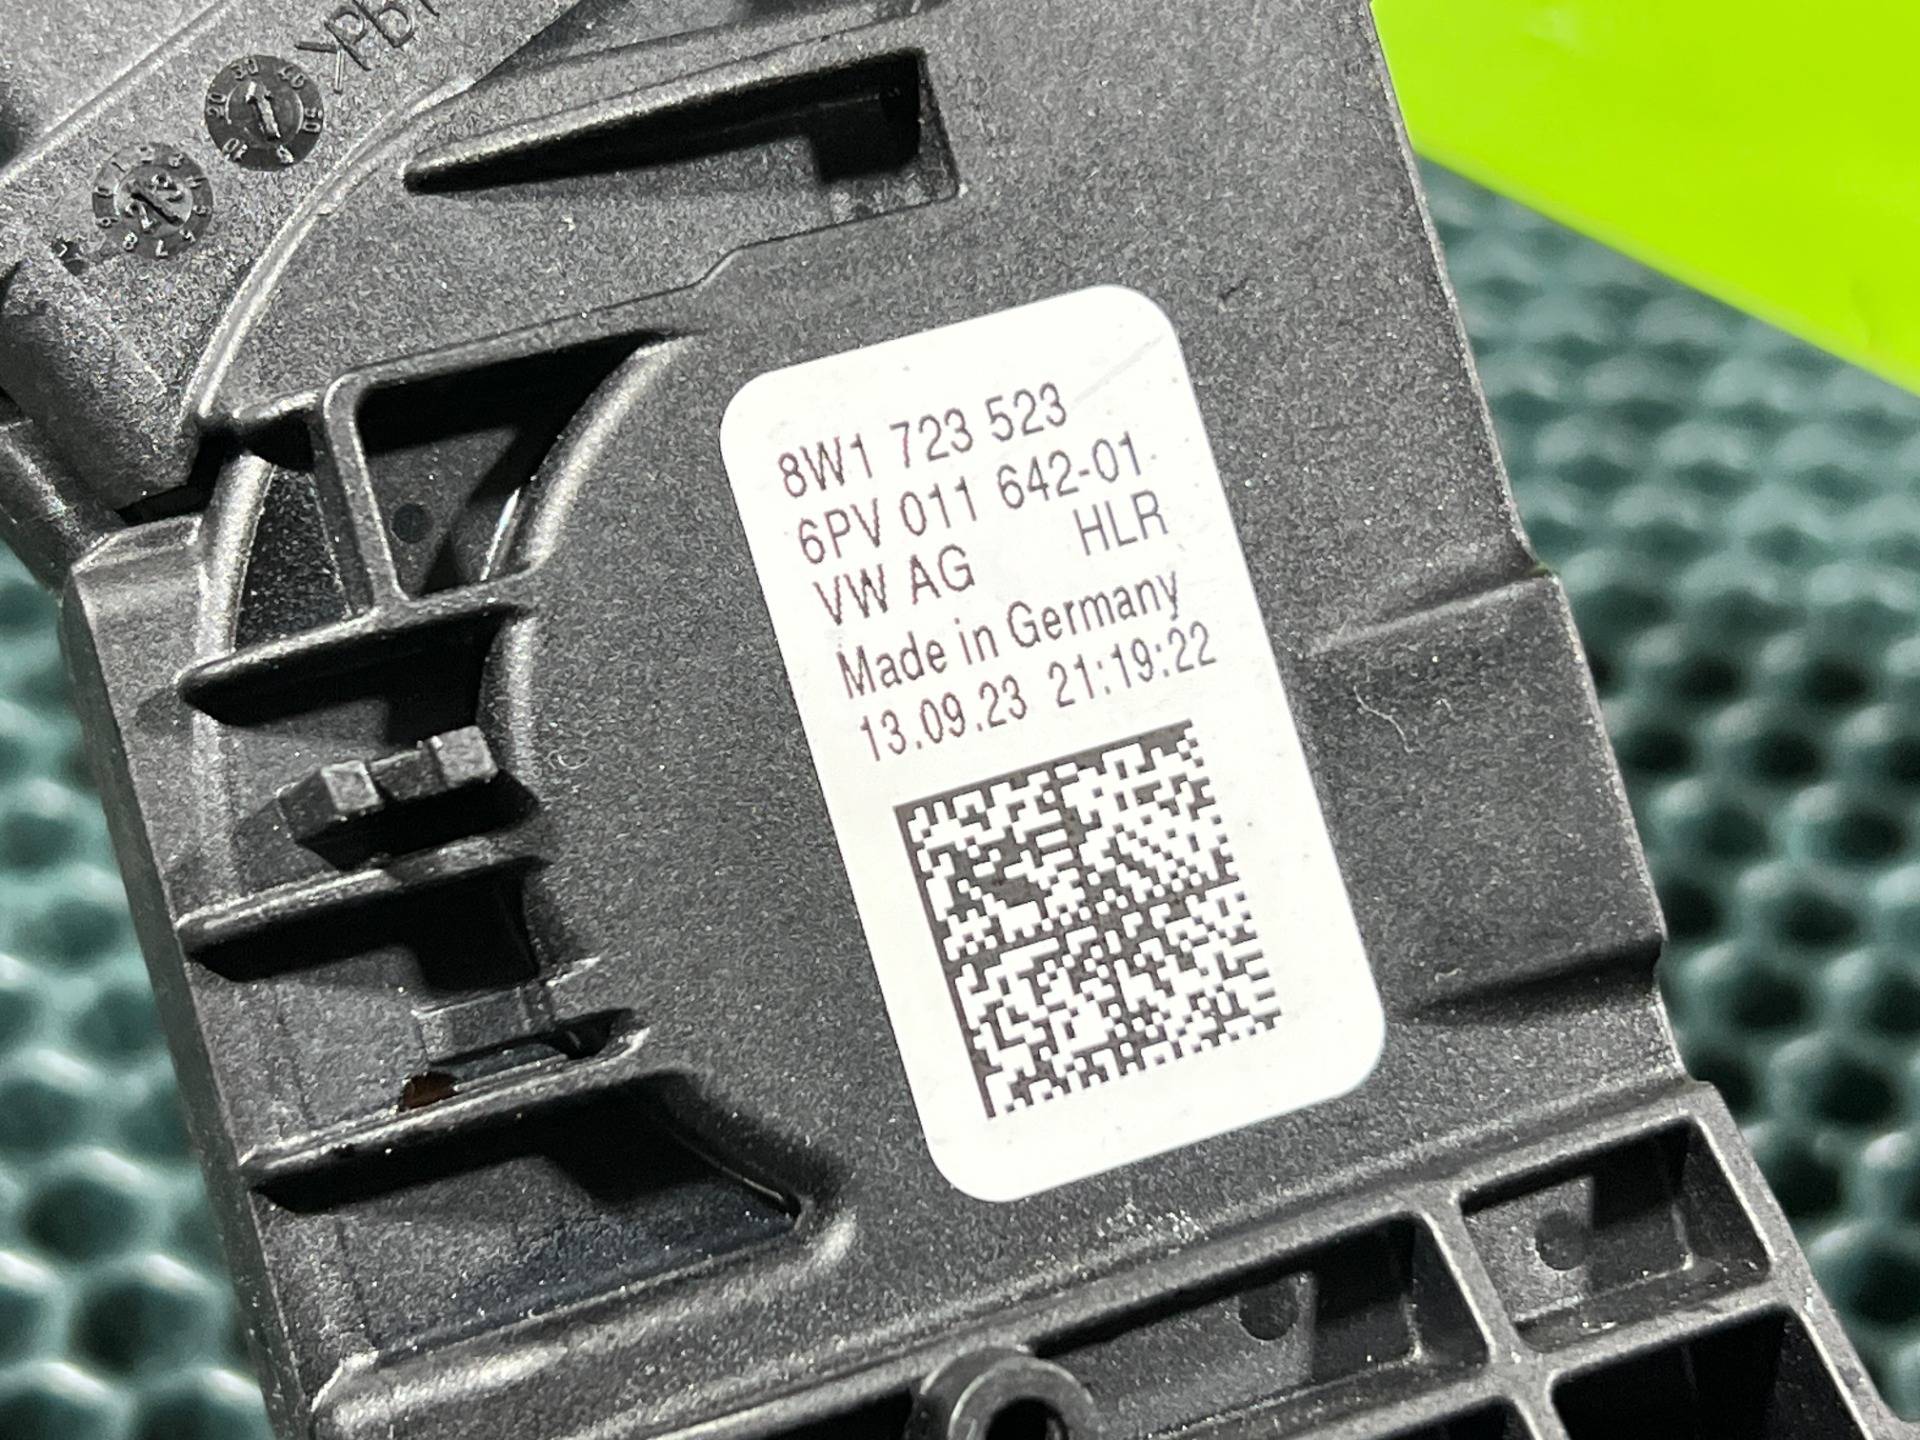 >PBT
8W1 723 523
6PV 011 642-01
VW AG HLR
Made in Germany
13.09.23 21:19:22